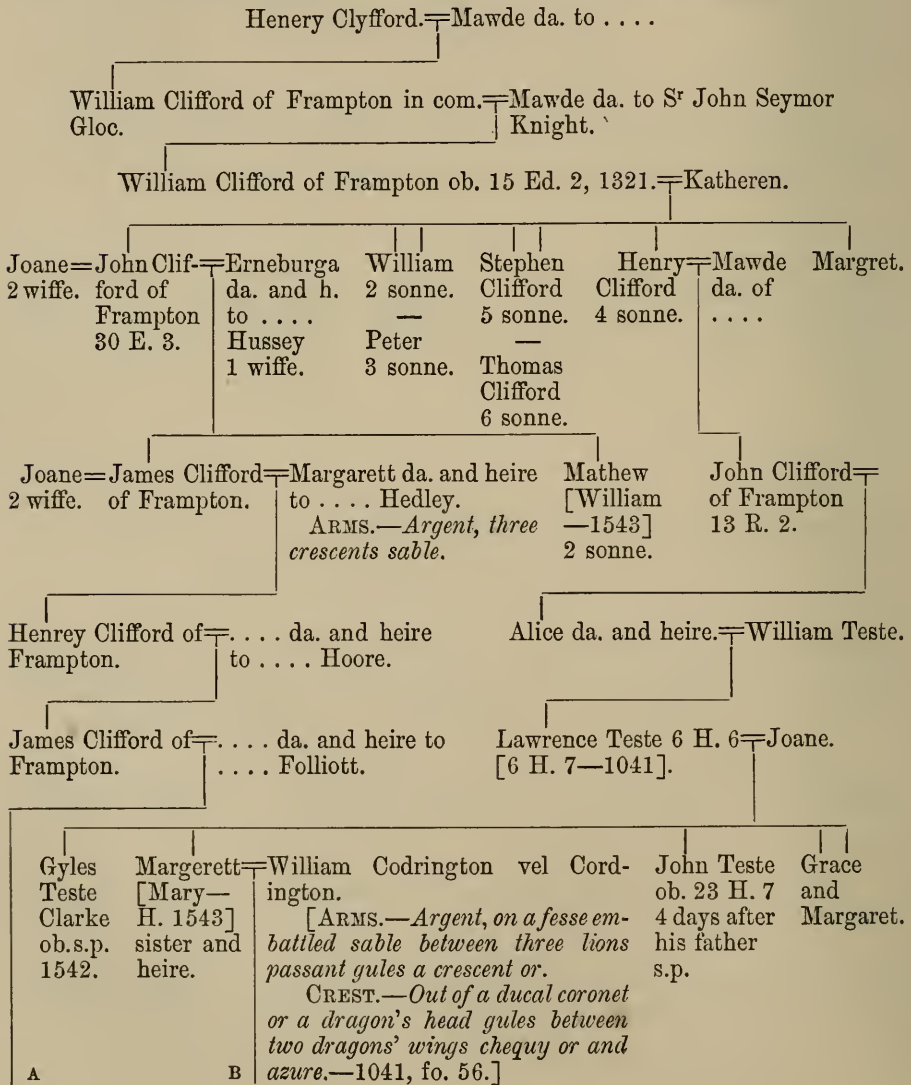 Henery Clyfford.=Mawde da. to . . . .
William Clifford of Frampton in com.=Mawde da. to Sr John Seymor
Gloc.
Knight.
William Clifford of Frampton ob. 15 Ed. 2, 1321.=Katheren.
Joane=John Clif-
2 wiffe. ford of
Frampton
30 E. 3.
=Erneburga
da. and h.
to . . . .
Hussey
1 wiffe.
William
2 sonne.
—
Peter
3 sonne.
Stephen
Clifford
5 sonne.
—
Thomas
Clifford
6 sonne.
Henry
Clifford
4 sonne.
=Mawde
da. of
. . . .
Margret.
Joane=James Clifford
2 wiffe. of Frampton.
=Margarett da. and heire
to . . . . Hedley.
ARMS.—Argent, three
crescents sable.
Mathew
[William
—1543]
2 sonne.
John Clifford=
of Frampton
13 R. 2.
Henrey Clifford of
Frampton.
=. . . . da. and heire
to . . . . Hoore.
Alice da. and heire.=William Teste.
James Clifford of
Frampton.
=. . . . da. and heire to
. . . . Folliott.
Lawrence Teste 6 H. 6=Joane.
[6 H. 7—1041].
Gyles
Teste
Clarke
ob. s.p.
1542.
Margerett
[Mary—
H. 1543]
sister and
heire.
=William Codrington vel Cord-
ington.
[ARMS.—Argent, on a fesse em-
battled sable between three lions
passant gules a crescent or.
CREST.—Out of a ducal coronet
or a dragon's head gules between
two dragons' wings chequy or and
azure.—1041, fo. 56.]
John Teste
ob. 23 H. 7
4 days after
his father
s.p.
Grace
and
Margaret.
A
B